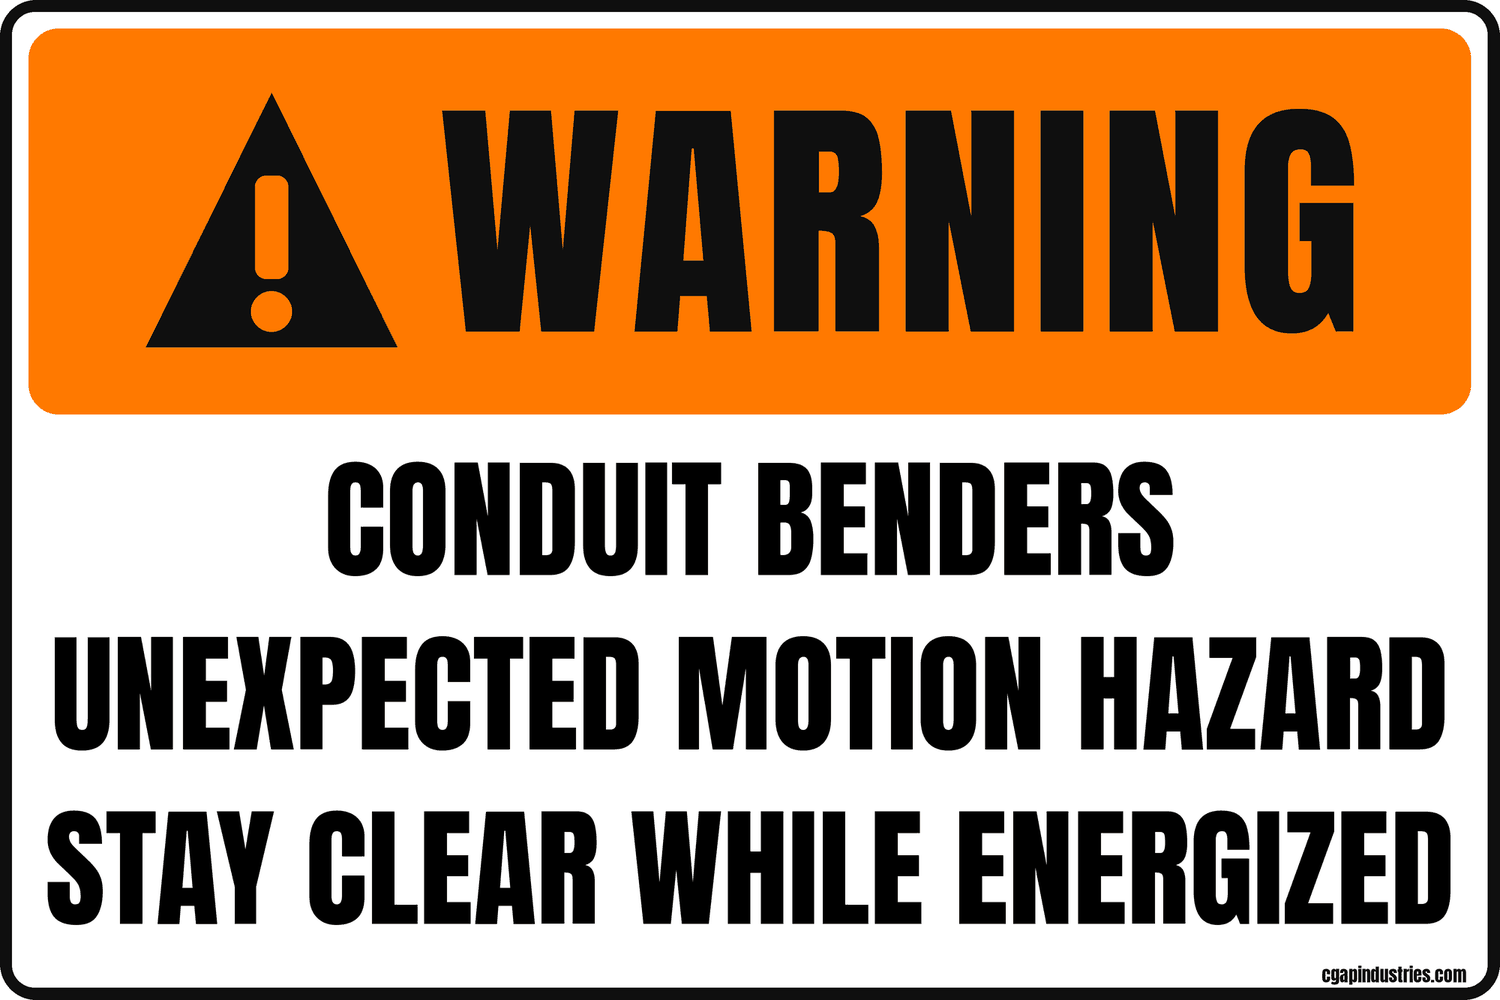 WARNING
CONDUIT BENDERS
UNEXPECTED MOTION HAZARD
STAY CLEAR WHILE ENERGIZED
cgapindustries.com